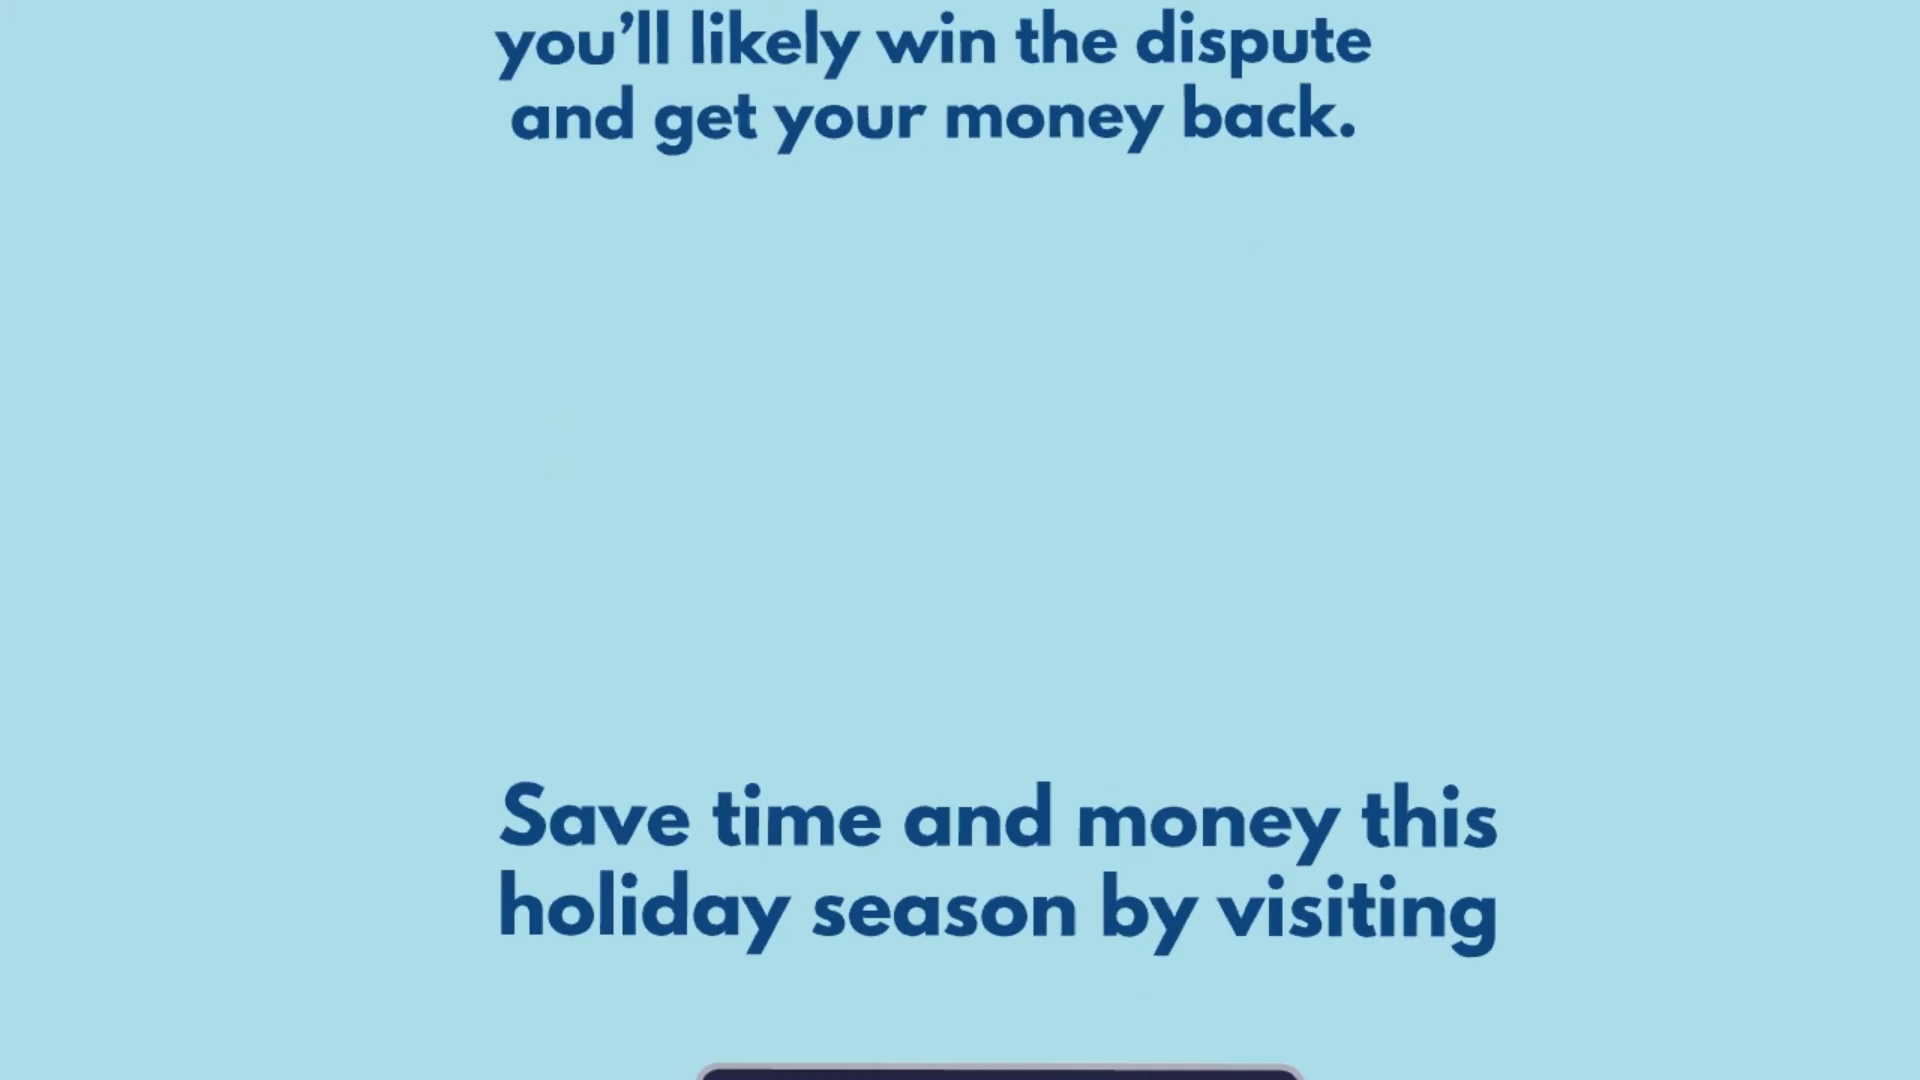 you’ll likely win the dispute
and get your money back.
Save time and money this
holiday season by visiting